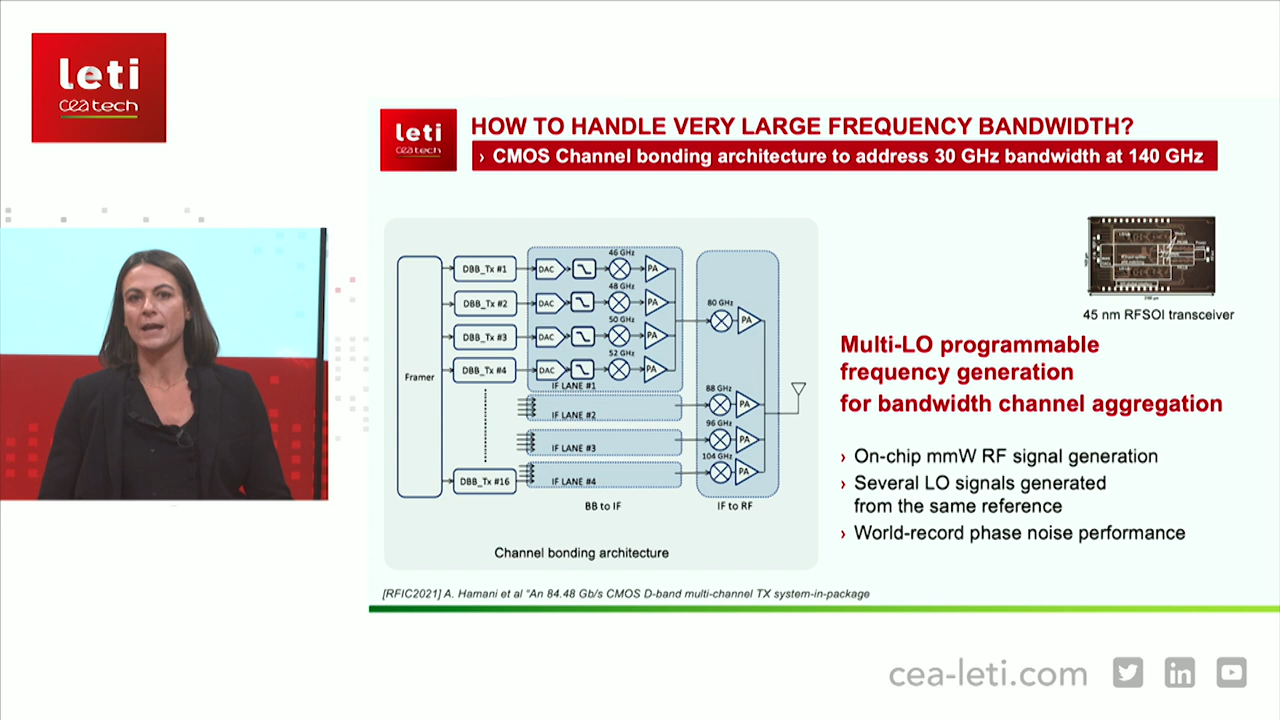 leti
cea tech
leti
cea tech
HOW TO HANDLE VERY LARGE FREQUENCY BANDWIDTH?
› CMOS Channel bonding architecture to address 30 GHz bandwidth at 140 GHz
Framer
DBB_Tx #1
DBB_Tx #2
DBB_Tx #3
DBB_Tx #4
DBB_Tx #16
46 GHz
DAC
PA
48 GHz
DAC
PA
50 GHz
DAC
PA
52 GHz
DAC
PA
IF LANE #1
IF LANE #2
IF LANE #3
IF LANE #4
80 GHz
PA
88 GHz
PA
96 GHz
PA
104 GHz
PA
BB to IF
IF to RF
Channel bonding architecture
45 nm RFSOI transceiver
Multi-LO programmable
frequency generation
for bandwidth channel aggregation
› On-chip mmW RF signal generation
› Several LO signals generated
from the same reference
› World-record phase noise performance
[RFIC2021] A. Hamani et al "An 84.48 Gb/s CMOS D-band multi-channel TX system-in-package
cea-leti.com